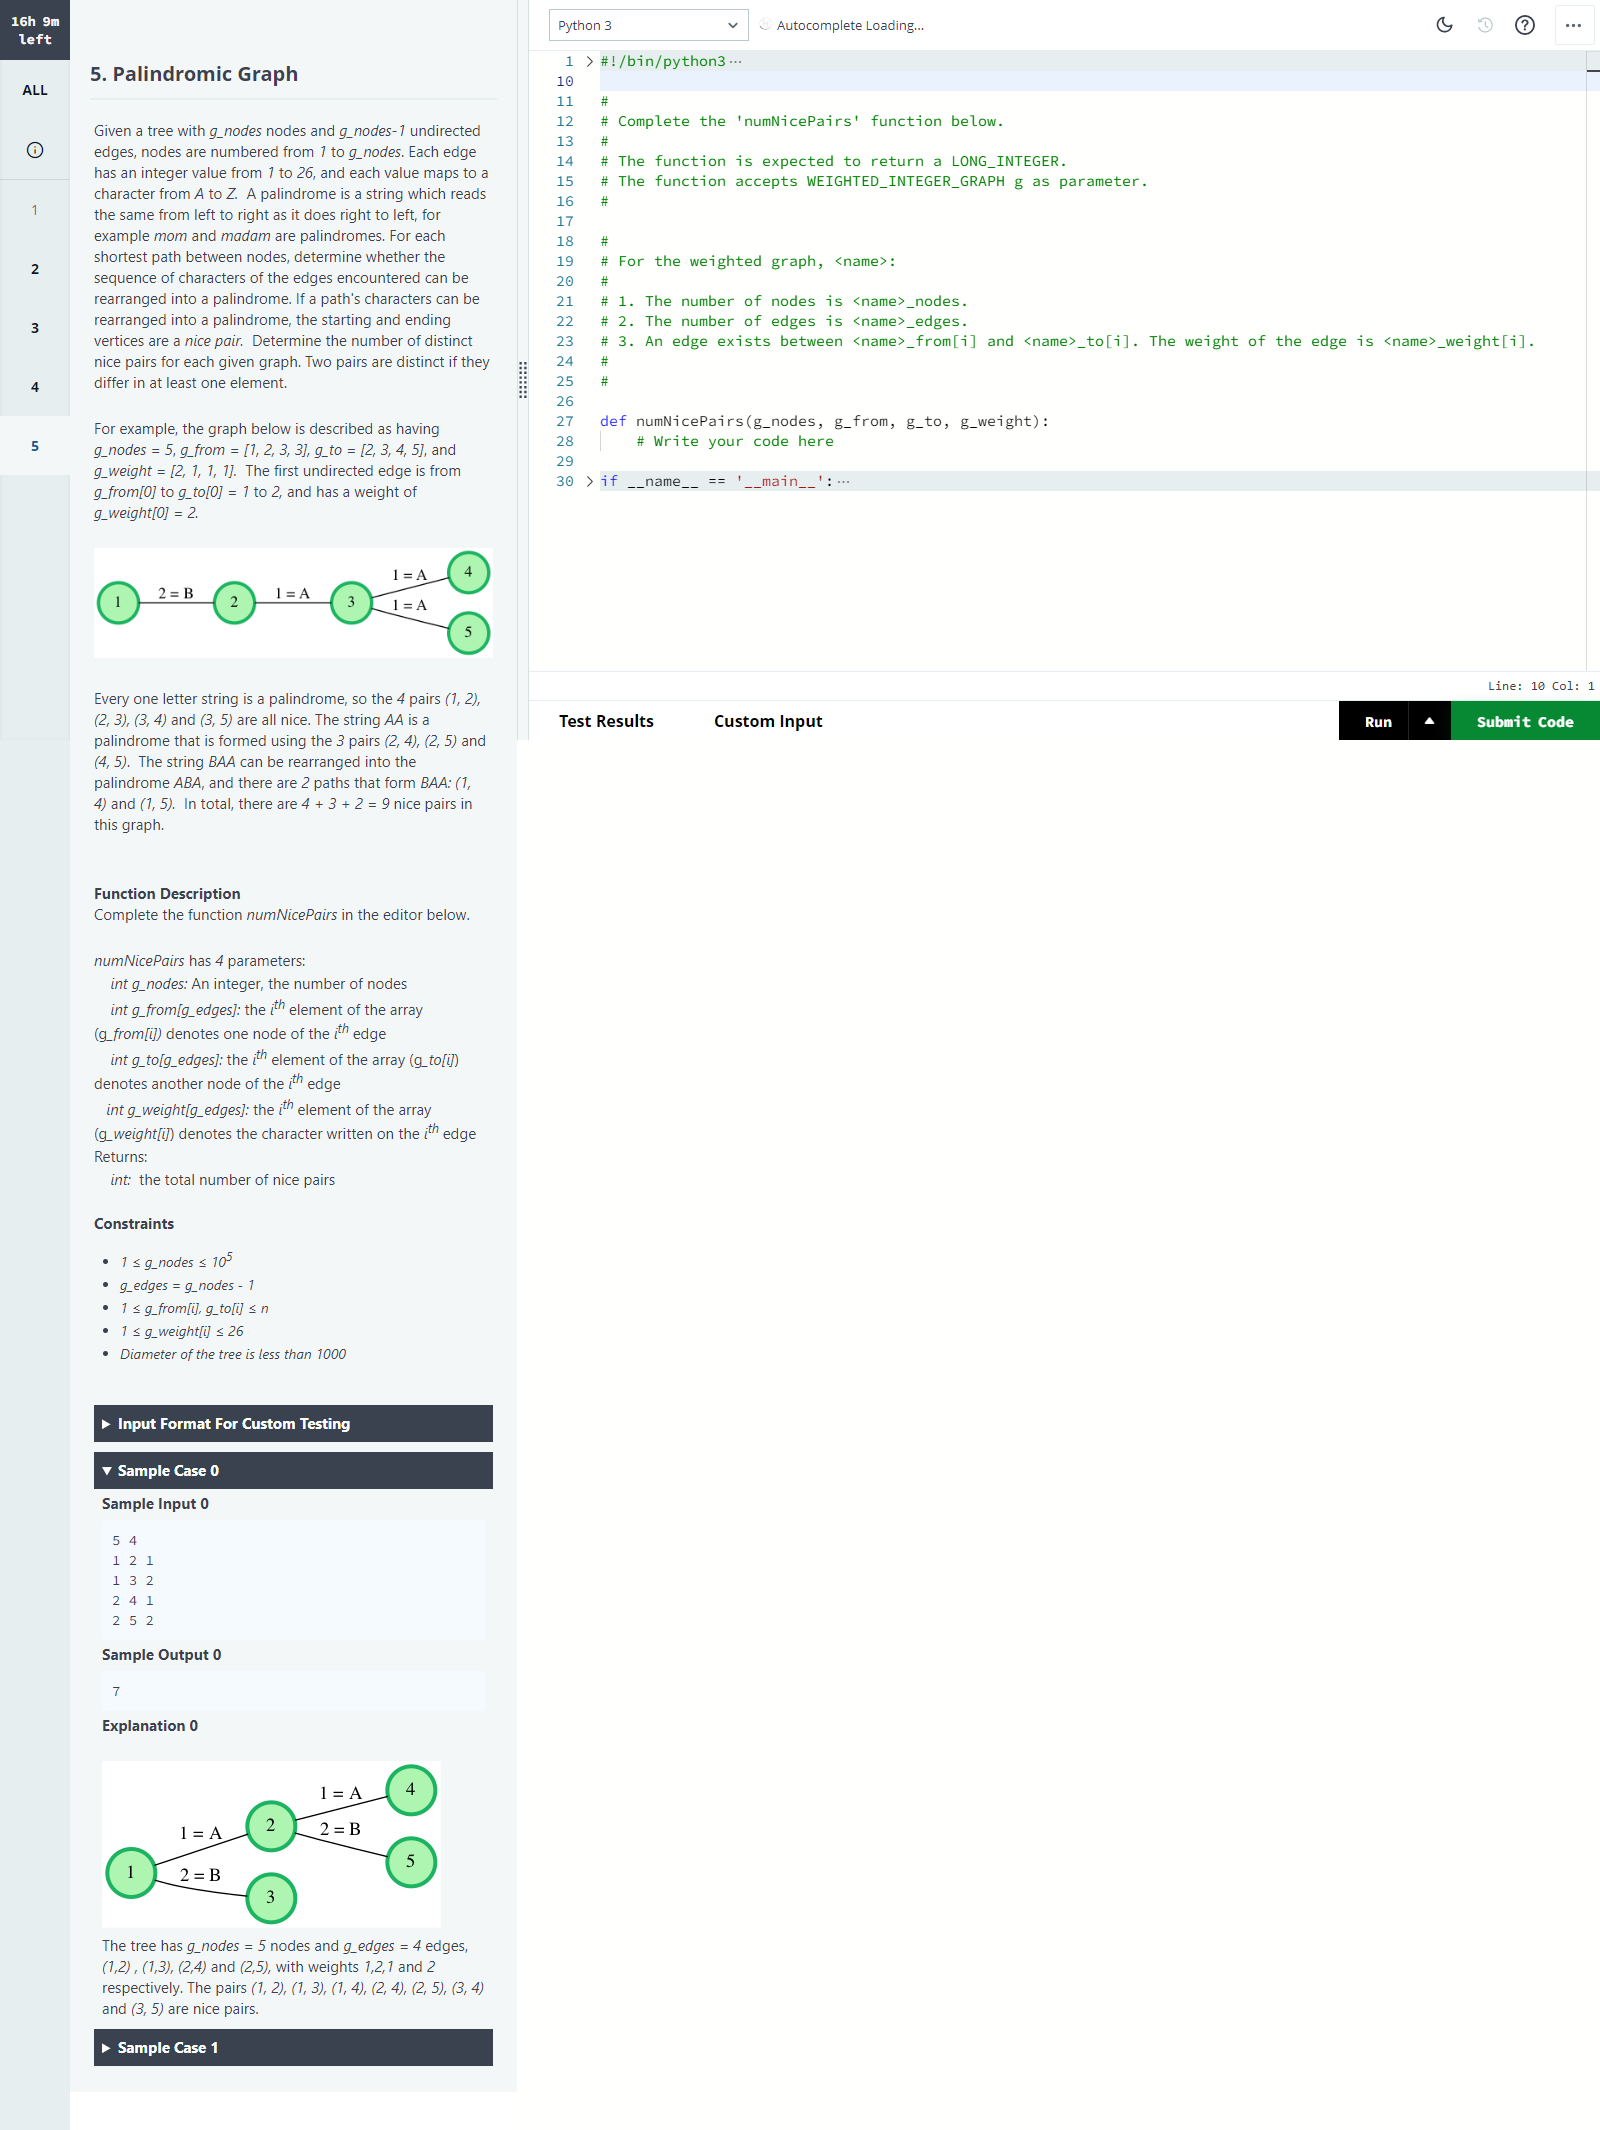 16h 9m
left
ALL
1
2
3
4
5
5. Palindromic Graph
Given a tree with g_nodes nodes and g_nodes-1 undirected
edges, nodes are numbered from 1 to g_nodes. Each edge
has an integer value from 1 to 26, and each value maps to a
character from A to Z.  A palindrome is a string which reads
the same from left to right as it does right to left, for
example mom and madam are palindromes. For each
shortest path between nodes, determine whether the
sequence of characters of the edges encountered can be
rearranged into a palindrome. If a path's characters can be
rearranged into a palindrome, the starting and ending
vertices are a nice pair.  Determine the number of distinct
nice pairs for each given graph. Two pairs are distinct if they
differ in at least one element.
For example, the graph below is described as having
g_nodes = 5, g_from = [1, 2, 3, 3], g_to = [2, 3, 4, 5], and
g_weight = [2, 1, 1, 1].  The first undirected edge is from
g_from[0] to g_to[0] = 1 to 2, and has a weight of
g_weight[0] = 2.
1 2 = B 2 1 = A 3 1 = A 4
1 = A 5
Every one letter string is a palindrome, so the 4 pairs (1, 2),
(2, 3), (3, 4) and (3, 5) are all nice. The string AA is a
palindrome that is formed using the 3 pairs (2, 4), (2, 5) and
(4, 5).  The string BAA can be rearranged into the
palindrome ABA, and there are 2 paths that form BAA: (1,
4) and (1, 5).  In total, there are 4 + 3 + 2 = 9 nice pairs in
this graph.
Function Description
Complete the function numNicePairs in the editor below.
numNicePairs has 4 parameters:
int g_nodes: An integer, the number of nodes
int g_from[g_edges]: the ith element of the array
(g_from[i]) denotes one node of the ith edge
int g_to[g_edges]: the ith element of the array (g_to[i])
denotes another node of the ith edge
int g_weight[g_edges]: the ith element of the array
(g_weight[i]) denotes the character written on the ith edge
Returns:
int:  the total number of nice pairs
Constraints
• 1 ≤ g_nodes ≤ 10^5
• g_edges = g_nodes - 1
• 1 ≤ g_from[i], g_to[i] ≤ n
• 1 ≤ g_weight[i] ≤ 26
• Diameter of the tree is less than 1000
Input Format For Custom Testing
Sample Case 0
Sample Input 0
5 4
1 2 1
1 3 2
2 4 1
2 5 2
Sample Output 0
7
Explanation 0
1 = A 4
1 = A 2 2 = B 5
1 2 = B 3
The tree has g_nodes = 5 nodes and g_edges = 4 edges,
(1,2) , (1,3), (2,4) and (2,5), with weights 1,2,1 and 2
respectively. The pairs (1, 2), (1, 3), (1, 4), (2, 4), (2, 5), (3, 4)
and (3, 5) are nice pairs.
Sample Case 1
Python 3 Autocomplete Loading...
1 #!/bin/python3 ···
10
11 #
12 # Complete the 'numNicePairs' function below.
13 #
14 # The function is expected to return a LONG_INTEGER.
15 # The function accepts WEIGHTED_INTEGER_GRAPH g as parameter.
16 #
17
18 #
19 # For the weighted graph, <name>:
20 #
21 # 1. The number of nodes is <name>_nodes.
22 # 2. The number of edges is <name>_edges.
23 # 3. An edge exists between <name>_from[i] and <name>_to[i]. The weight of the edge is <name>_weight[i].
24 #
25 #
26
27 def numNicePairs(g_nodes, g_from, g_to, g_weight):
28     # Write your code here
29
30 if __name__ == '__main__': ···
Line: 10 Col: 1
Test Results Custom Input Run Submit Code